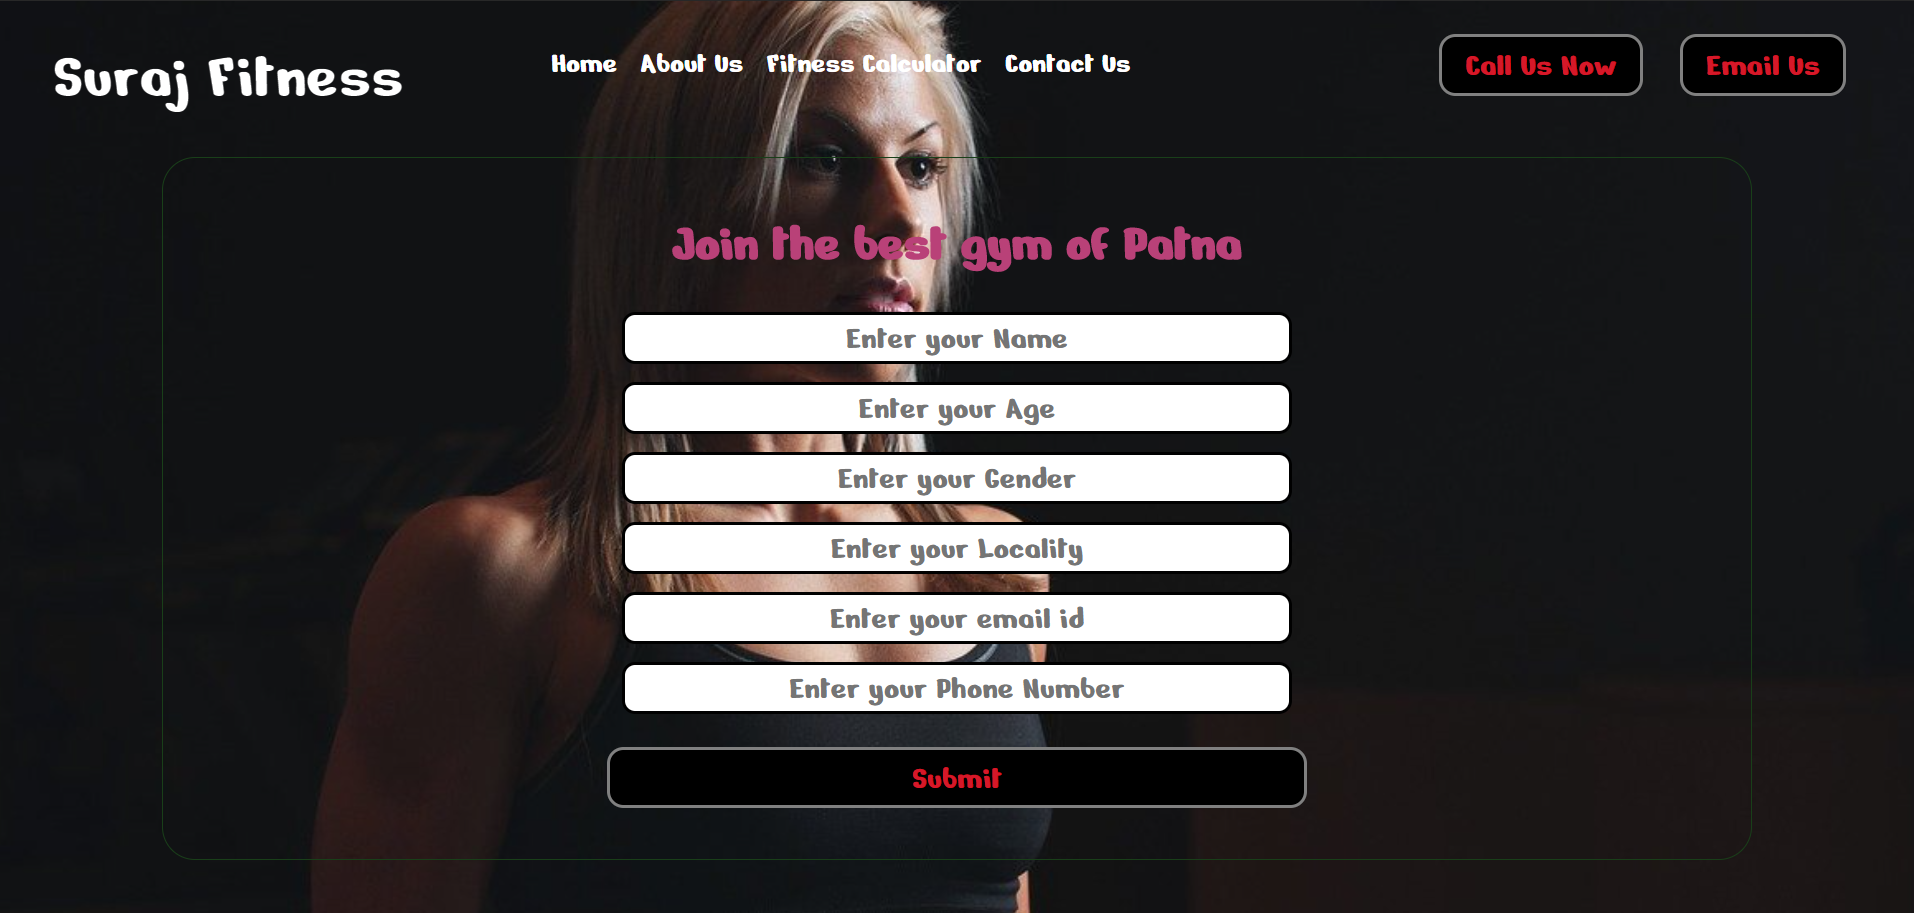 Suraj Fitness
Home About Us Fitness Calculator Contact Us
Call Us Now
Email Us
Join the best gym of Patna
Enter your Name
Enter your Age
Enter your Gender
Enter your Locality
Enter your email id
Enter your Phone Number
Submit